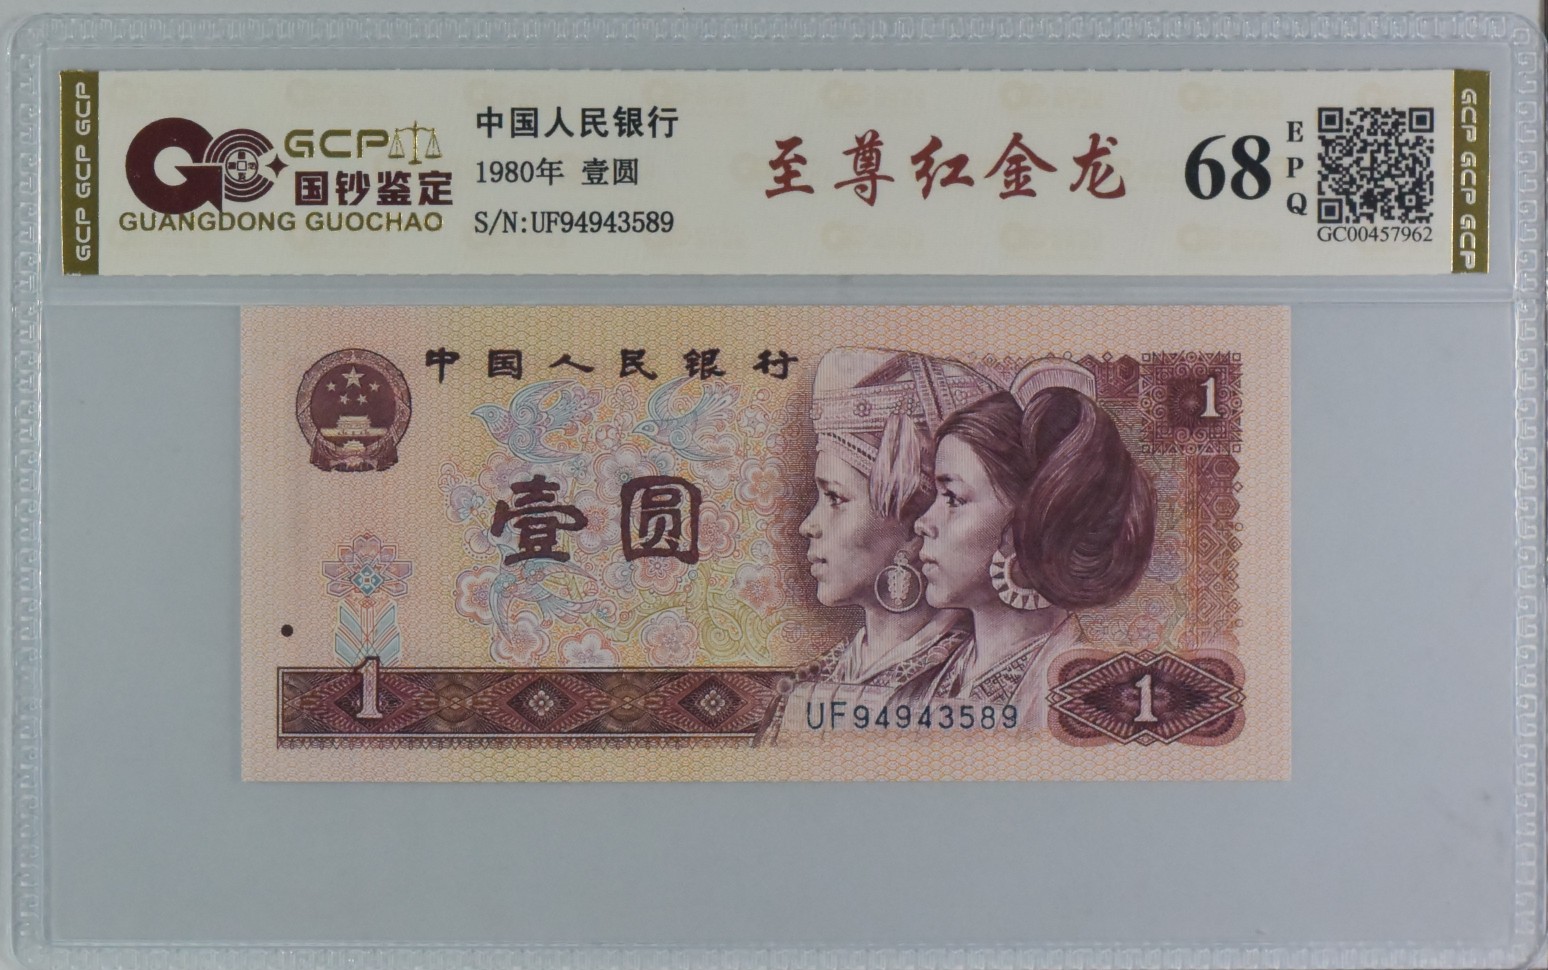 GCP GCP GCP
GCP
国钞鉴定
GUANGDONG GUOCHAO
中国人民银行
1980年 壹圆
S/N:UF94943589
至尊红金龙
68
EPQ
GC00457962
GCP GCP GCP
中国人民银行
1
壹圆
1
UF94943589
1